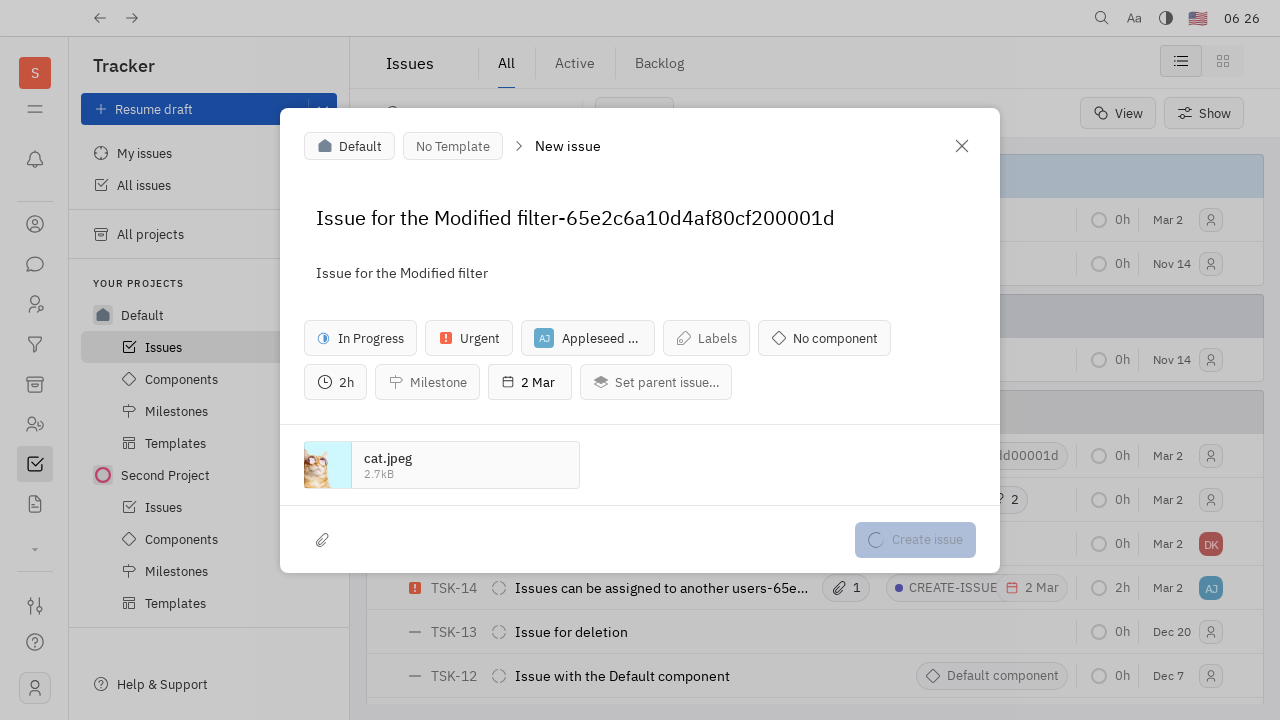 Aa
06 26
S
Tracker
Issues
All
Active
Backlog
Resume draft
View
Show
My issues
All issues
All projects
YOUR PROJECTS
Default
Issues
Components
Milestones
Templates
Second Project
Issues
Components
Milestones
Templates
Help & Support
Default
No Template
New issue
Issue for the Modified filter-65e2c6a10d4af80cf200001d
Issue for the Modified filter
In Progress
Urgent
AJ Appleseed ...
Labels
No component
2h
Milestone
2 Mar
Set parent issue...
cat.jpeg
2.7kB
Create issue
0h Mar 2
0h Nov 14
0h Nov 14
dd00001d 0h Mar 2
2 0h Mar 2
0h Mar 2 DK
TSK-14 Issues can be assigned to another users-65e... 1 CREATE-ISSUE 2 Mar 2h Mar 2 AJ
TSK-13 Issue for deletion 0h Dec 20
TSK-12 Issue with the Default component Default component 0h Dec 7